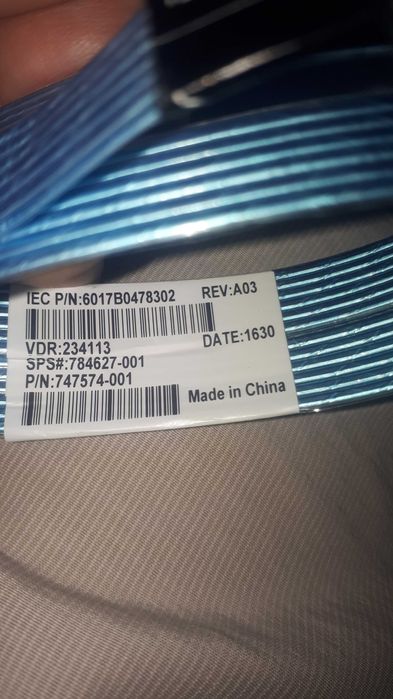 IEC P/N:6017B0478302 REV:A03
VDR:234113 DATE:1630
SPS#:784627-001
P/N:747574-001
Made in China